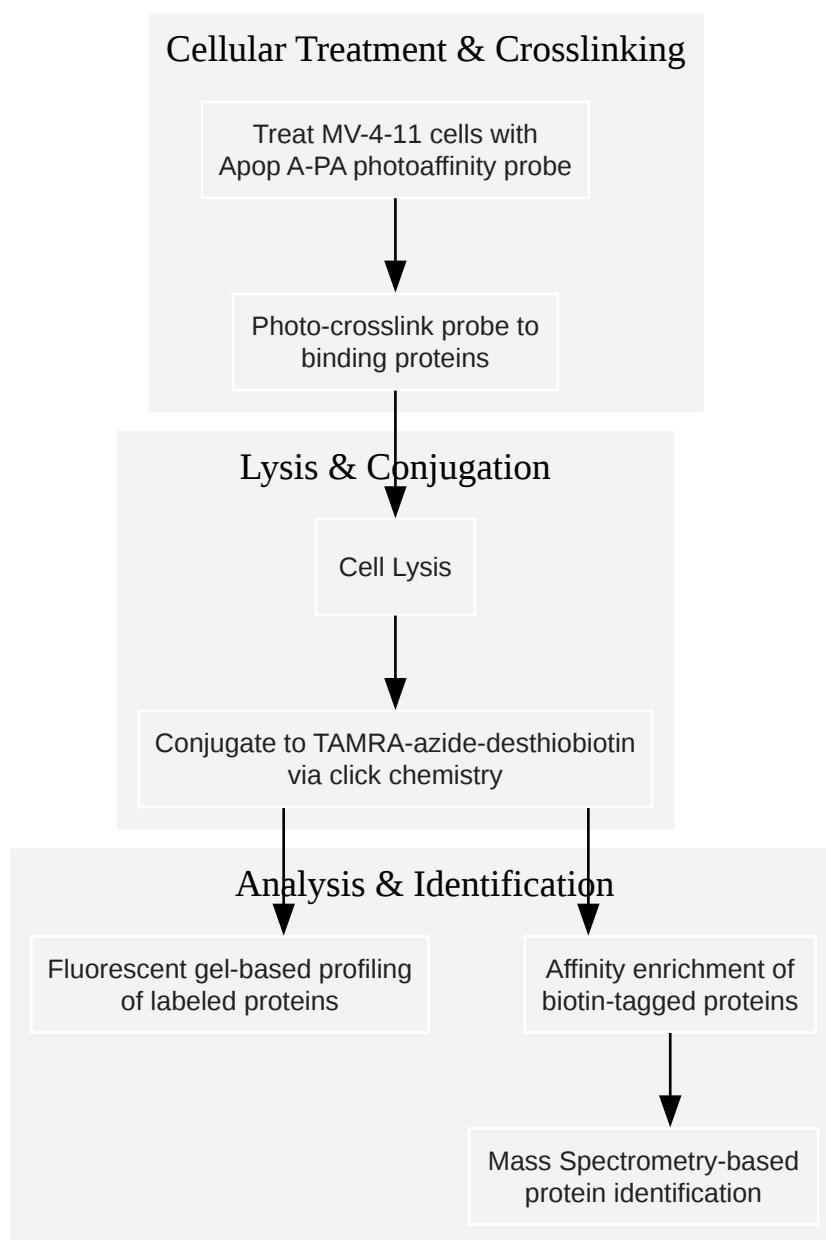 Cellular Treatment & Crosslinking
Treat MV-4-11 cells with
Apop A-PA photoaffinity probe
Photo-crosslink probe to
binding proteins
Lysis & Conjugation
Cell Lysis
Conjugate to TAMRA-azide-desthiobiotin
via click chemistry
Analysis & Identification
Fluorescent gel-based profiling
of labeled proteins
Affinity enrichment of
biotin-tagged proteins
Mass Spectrometry-based
protein identification